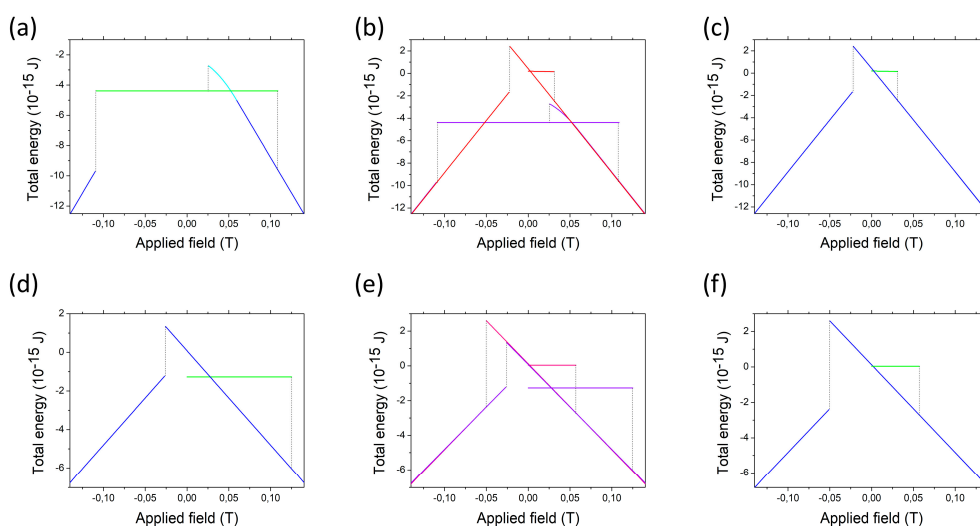 (a)
Total energy (10⁻¹⁵ J)
-2
-4
-6
-8
-10
-12
-0,10 -0,05 0,00 0,05 0,10
Applied field (T)
(b)
Total energy (10⁻¹⁵ J)
2
0
-2
-4
-6
-8
-10
-12
-0,10 -0,05 0,00 0,05 0,10
Applied field (T)
(c)
Total energy (10⁻¹⁵ J)
2
0
-2
-4
-6
-8
-10
-12
-0,10 -0,05 0,00 0,05 0,10
Applied field (T)
(d)
Total energy (10⁻¹⁵ J)
2
0
-2
-4
-6
-0,10 -0,05 0,00 0,05 0,10
Applied field (T)
(e)
Total energy (10⁻¹⁵ J)
2
0
-2
-4
-6
-0,10 -0,05 0,00 0,05 0,10
Applied field (T)
(f)
Total energy (10⁻¹⁵ J)
2
0
-2
-4
-6
-0,10 -0,05 0,00 0,05 0,10
Applied field (T)